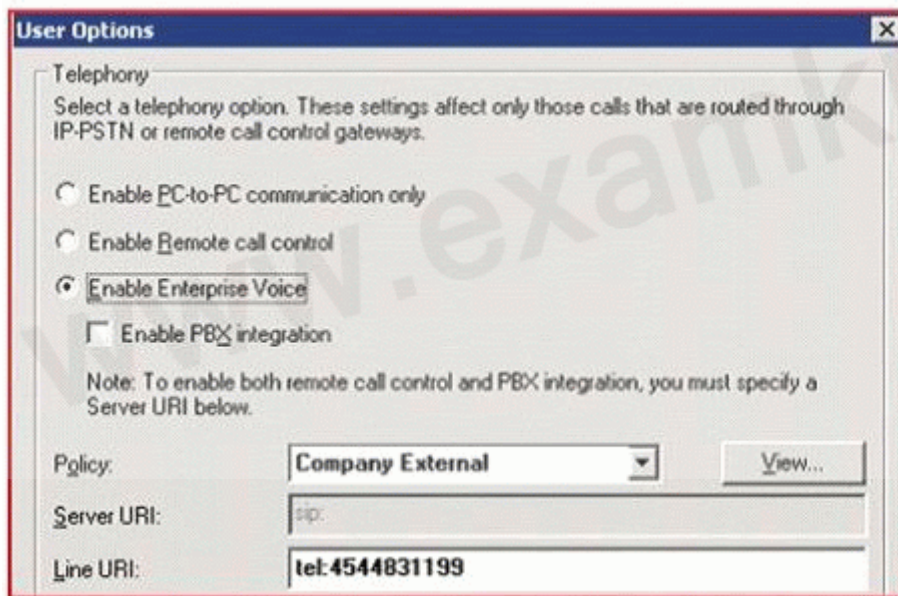 User Options
Telephony
Select a telephony option. These settings affect only those calls that are routed through
IP-PSTN or remote call control gateways.
Enable PC-to-PC communication only
Enable Remote call control
Enable Enterprise Voice
Enable PBX integration
Note: To enable both remote call control and PBX integration, you must specify a
Server URI below.
Policy: Company External View...
Server URI: sip:
Line URI: tel:4544831199
www.examk